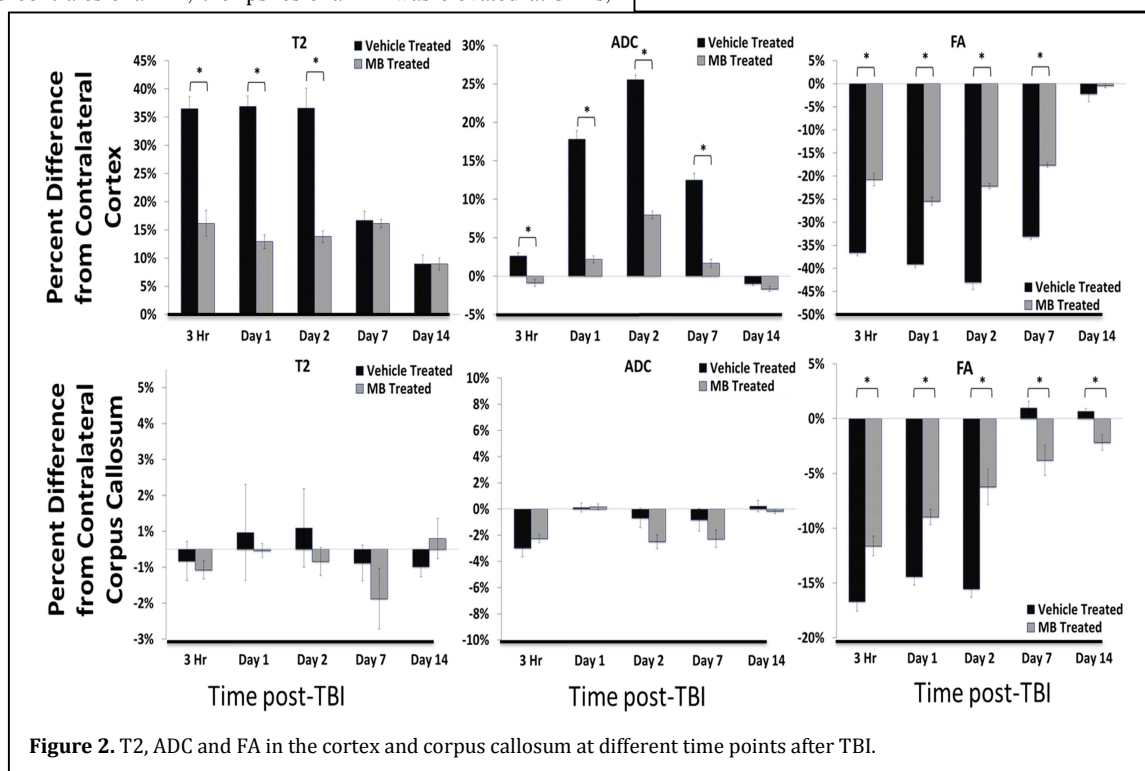 was elevated
T2
Vehicle Treated
MB Treated
45%
40%
35%
30%
25%
20%
15%
10%
5%
0%
* * *
3 Hr Day 1 Day 2 Day 7 Day 14
ADC
Vehicle Treated
MB Treated
30%
25%
20%
15%
10%
5%
0%
-5%
* * * *
3 Hr Day 1 Day 2 Day 7 Day 14
FA
* * * *
0%
-5%
-10%
-15%
-20%
-25%
-30%
-35%
-40%
-45%
-50%
Vehicle Treated
MB Treated
3 Hr Day 1 Day 2 Day 7 Day 14
Percent Difference
from Contralateral
Cortex
T2
Vehicle Treated
MB Treated
5%
4%
3%
2%
1%
-1%
-2%
-3%
3 Hr Day 1 Day 2 Day 7 Day 14
Time post-TBI
ADC
Vehicle Treated
MB Treated
10%
8%
6%
4%
2%
0%
-2%
-4%
-6%
-8%
-10%
3 Hr Day 1 Day 2 Day 7 Day 14
Time post-TBI
FA
* * * * *
5%
0%
-5%
-10%
-15%
-20%
Vehicle Treated
MB Treated
3 Hr Day 1 Day 2 Day 7 Day 14
Time post-TBI
Percent Difference
from Contralateral
Corpus Callosum
Figure 2. T2, ADC and FA in the cortex and corpus callosum at different time points after TBI.